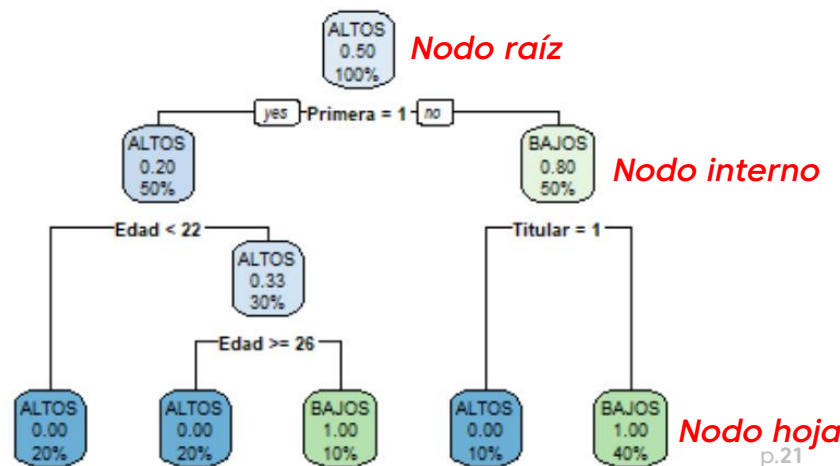 ALTOS
0.50
100%
Nodo raíz
yes Primera = 1 no
ALTOS
0.20
50%
BAJOS
0.80
50%
Nodo interno
Edad < 22
Titular = 1
ALTOS
0.33
30%
Edad >= 26
ALTOS
0.00
20%
ALTOS
0.00
20%
BAJOS
1.00
10%
ALTOS
0.00
10%
BAJOS
1.00
40%
Nodo hoja
p.21